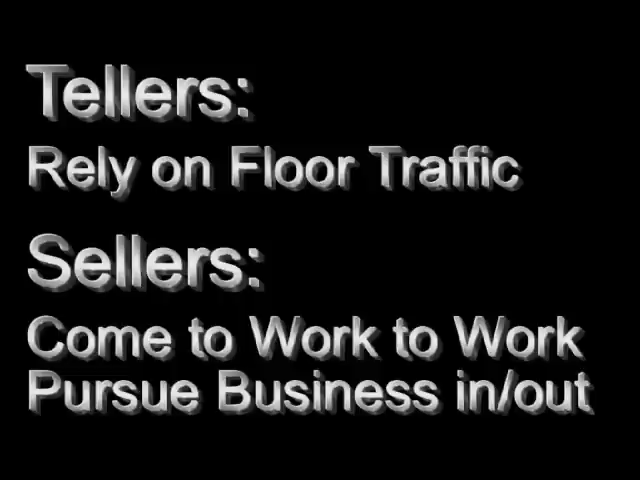 Tellers:
Rely on Floor Traffic
Sellers:
Come to Work to Work
Pursue Business in/out